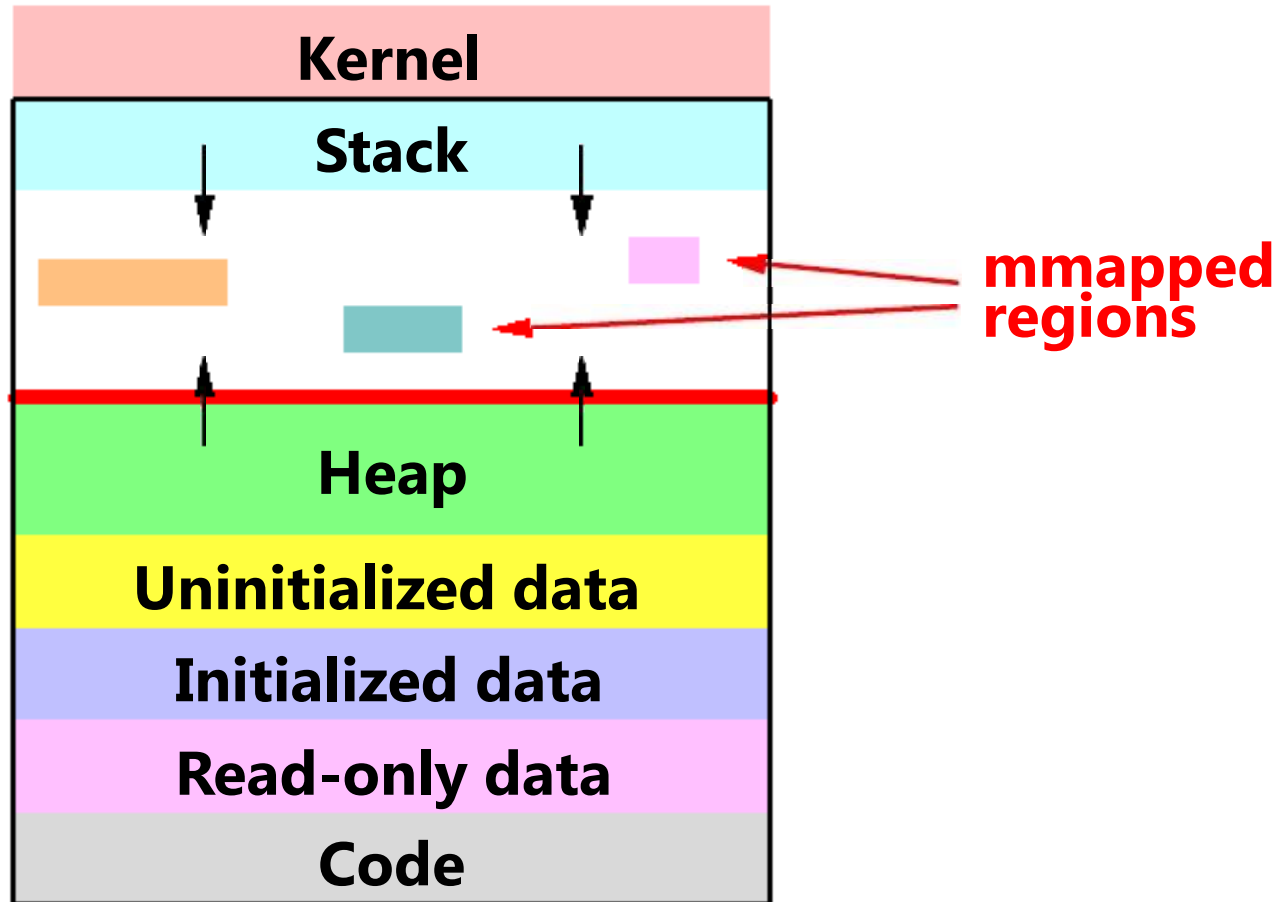 Kernel
Stack
mmapped
regions
Heap
Uninitialized data
Initialized data
Read-only data
Code